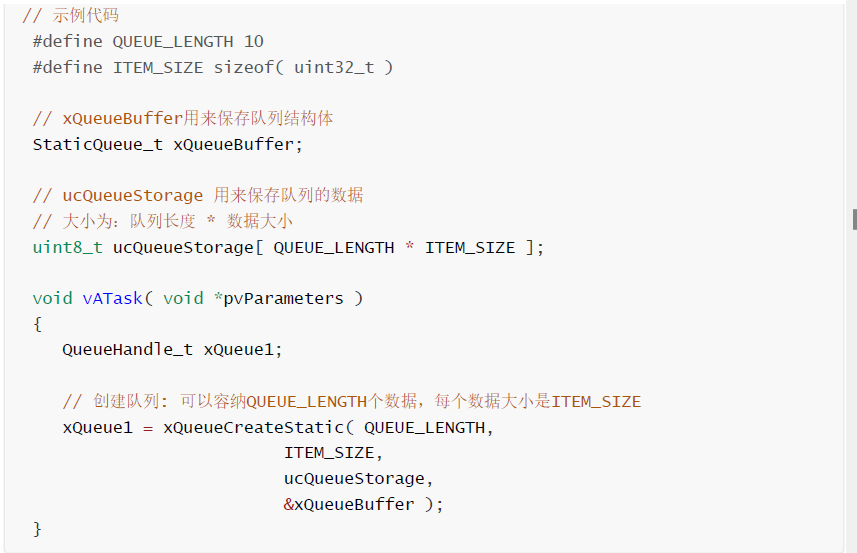 // 示例代码
#define QUEUE_LENGTH 10
#define ITEM_SIZE sizeof( uint32_t )
// xQueueBuffer用来保存队列结构体
StaticQueue_t xQueueBuffer;
// ucQueueStorage 用来保存队列的数据
// 大小为：队列长度 * 数据大小
uint8_t ucQueueStorage[ QUEUE_LENGTH * ITEM_SIZE ];
void vATask( void *pvParameters )
{
QueueHandle_t xQueue1;
// 创建队列: 可以容纳QUEUE_LENGTH个数据，每个数据大小是ITEM_SIZE
xQueue1 = xQueueCreateStatic( QUEUE_LENGTH,
ITEM_SIZE,
ucQueueStorage,
&xQueueBuffer );
}